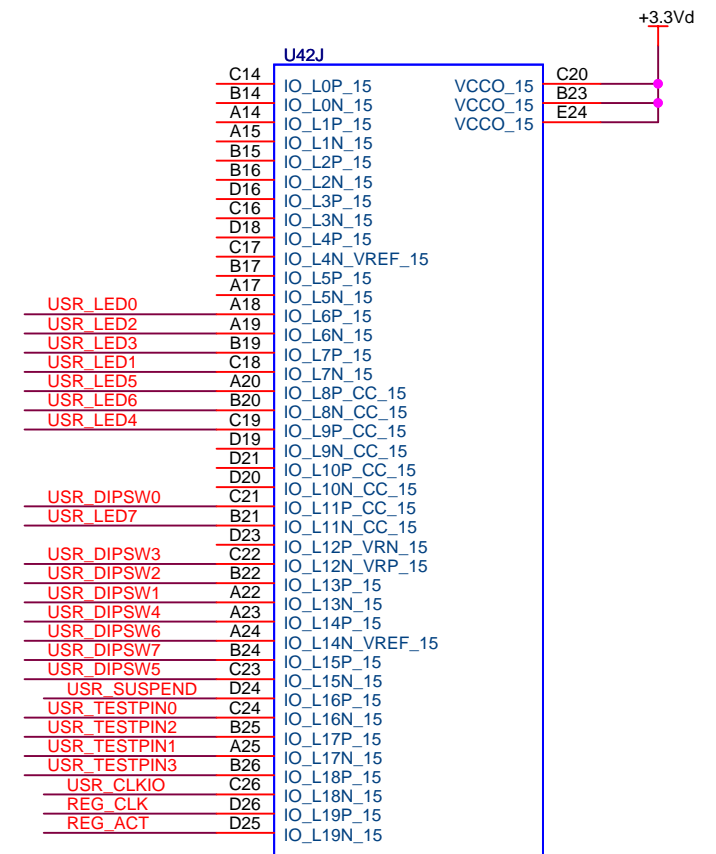 +3.3Vd
U42J
C14 IO_L0P_15 VCCO_15 C20
B14 IO_L0N_15 VCCO_15 B23
A14 IO_L1P_15 VCCO_15 E24
A15 IO_L1N_15
B15 IO_L2P_15
B16 IO_L2N_15
D16 IO_L3P_15
C16 IO_L3N_15
D18 IO_L4P_15
C17 IO_L4N_VREF_15
B17 IO_L5P_15
A17 IO_L5N_15
USR_LED0 A18 IO_L6P_15
USR_LED2 A19 IO_L6N_15
USR_LED3 B19 IO_L7P_15
USR_LED1 C18 IO_L7N_15
USR_LED5 A20 IO_L8P_CC_15
USR_LED6 B20 IO_L8N_CC_15
USR_LED4 C19 IO_L9P_CC_15
D19 IO_L9N_CC_15
D21 IO_L10P_CC_15
D20 IO_L10N_CC_15
USR_DIPSW0 C21 IO_L11P_CC_15
USR_LED7 B21 IO_L11N_CC_15
D23 IO_L12P_VRN_15
USR_DIPSW3 C22 IO_L12N_VRP_15
USR_DIPSW2 B22 IO_L13P_15
USR_DIPSW1 A22 IO_L13N_15
USR_DIPSW4 A23 IO_L14P_15
USR_DIPSW6 A24 IO_L14N_VREF_15
USR_DIPSW7 B24 IO_L15P_15
USR_DIPSW5 C23 IO_L15N_15
USR_SUSPEND D24 IO_L16P_15
USR_TESTPIN0 C24 IO_L16N_15
USR_TESTPIN2 B25 IO_L17P_15
USR_TESTPIN1 A25 IO_L17N_15
USR_TESTPIN3 B26 IO_L18P_15
USR_CLKIO C26 IO_L18N_15
REG_CLK D26 IO_L19P_15
REG_ACT D25 IO_L19N_15